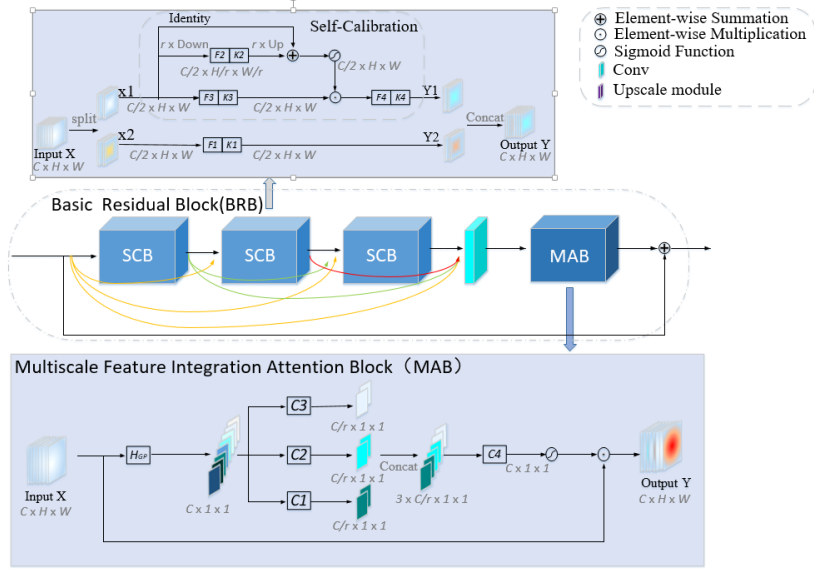 Identity
Self-Calibration
r x Down
F2 K2
r x Up
C/2 x H/r x W/r
C/2 x H x W
x1
C/2 x H x W
F3 K3
C/2 x H x W
F4 K4
Y1
split
Input X
C x H x W
x2
C/2 x H x W
F1 K1
C/2 x H x W
Y2
Concat
Output Y
C x H x W
Element-wise Summation
Element-wise Multiplication
Sigmoid Function
Conv
Upscale module
Basic Residual Block(BRB)
SCB
SCB
SCB
MAB
Multiscale Feature Integration Attention Block（MAB）
Input X
C x H x W
HGP
C x 1 x 1
C3
C/r x 1 x 1
C2
C/r x 1 x 1
C1
C/r x 1 x 1
Concat
3 x C/r x 1 x 1
C4
C x 1 x 1
Output Y
C x H x W